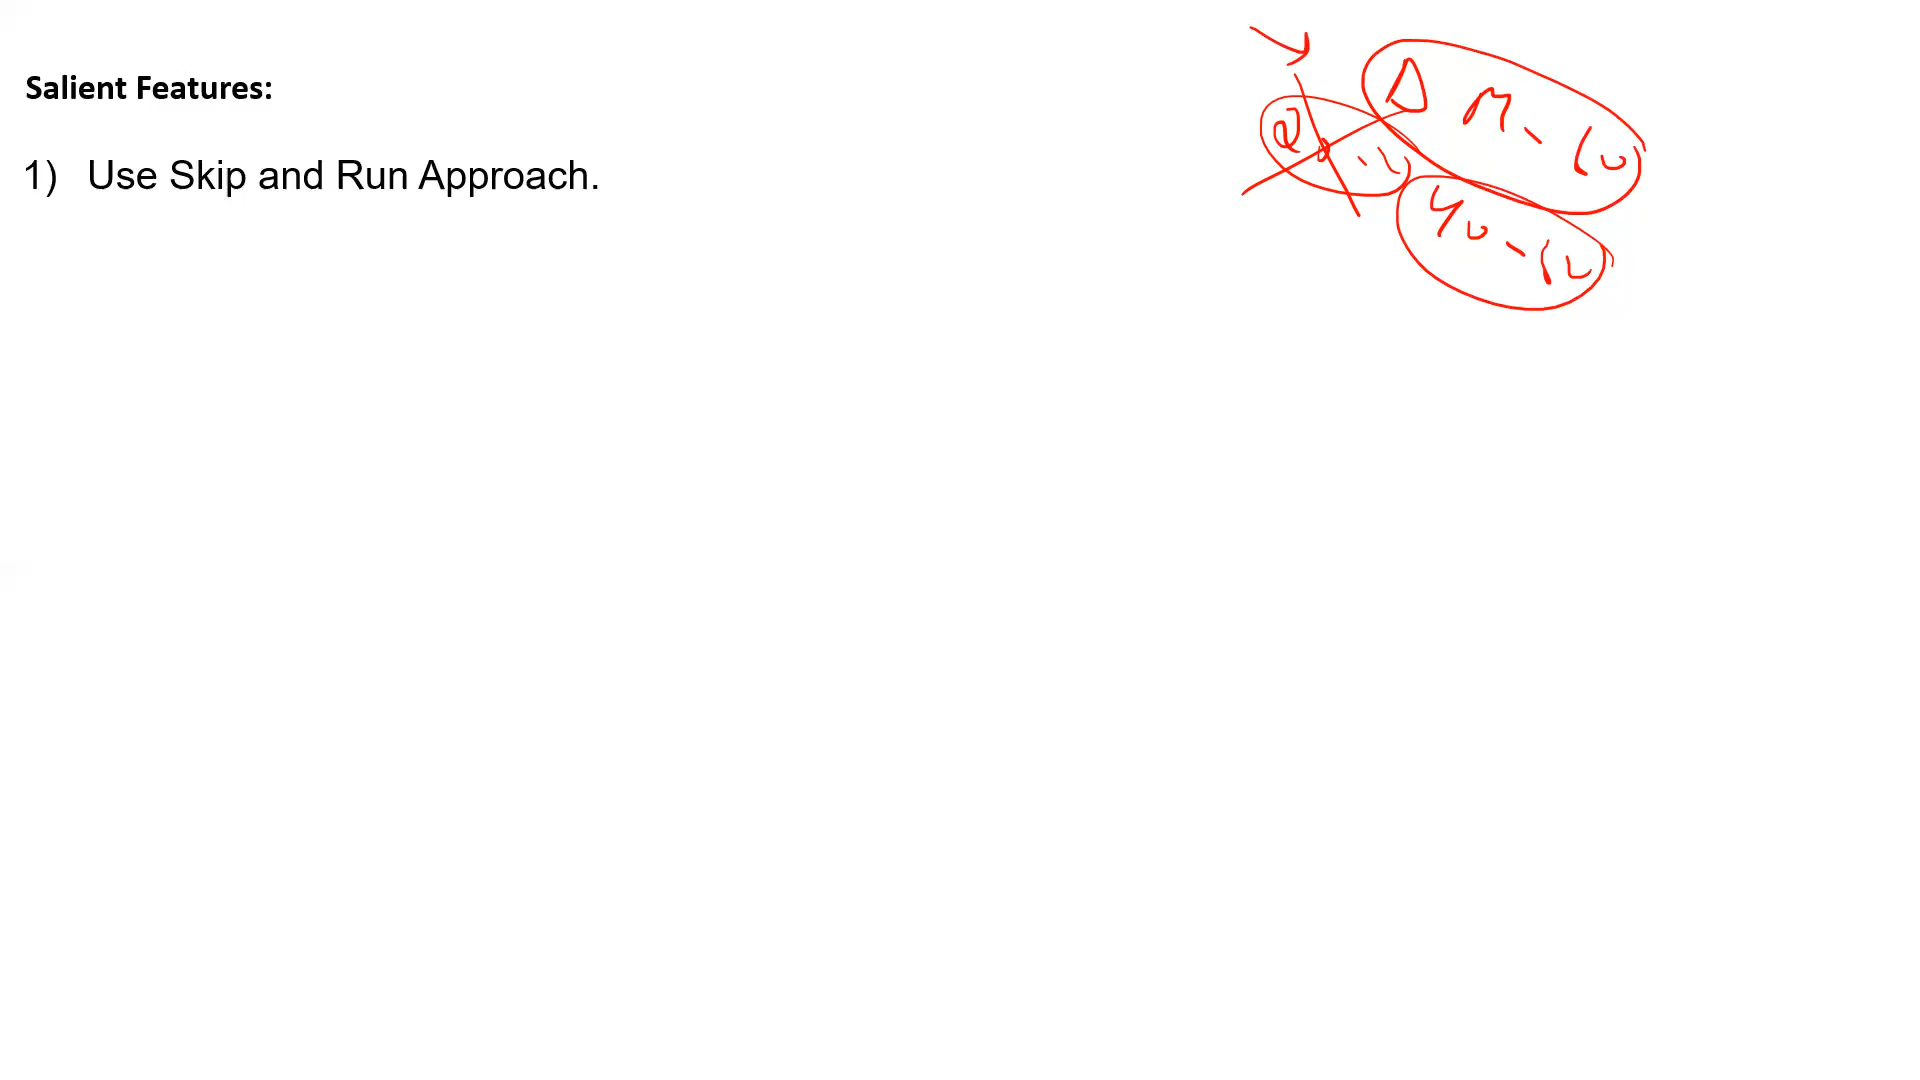 Salient Features:
1) Use Skip and Run Approach.